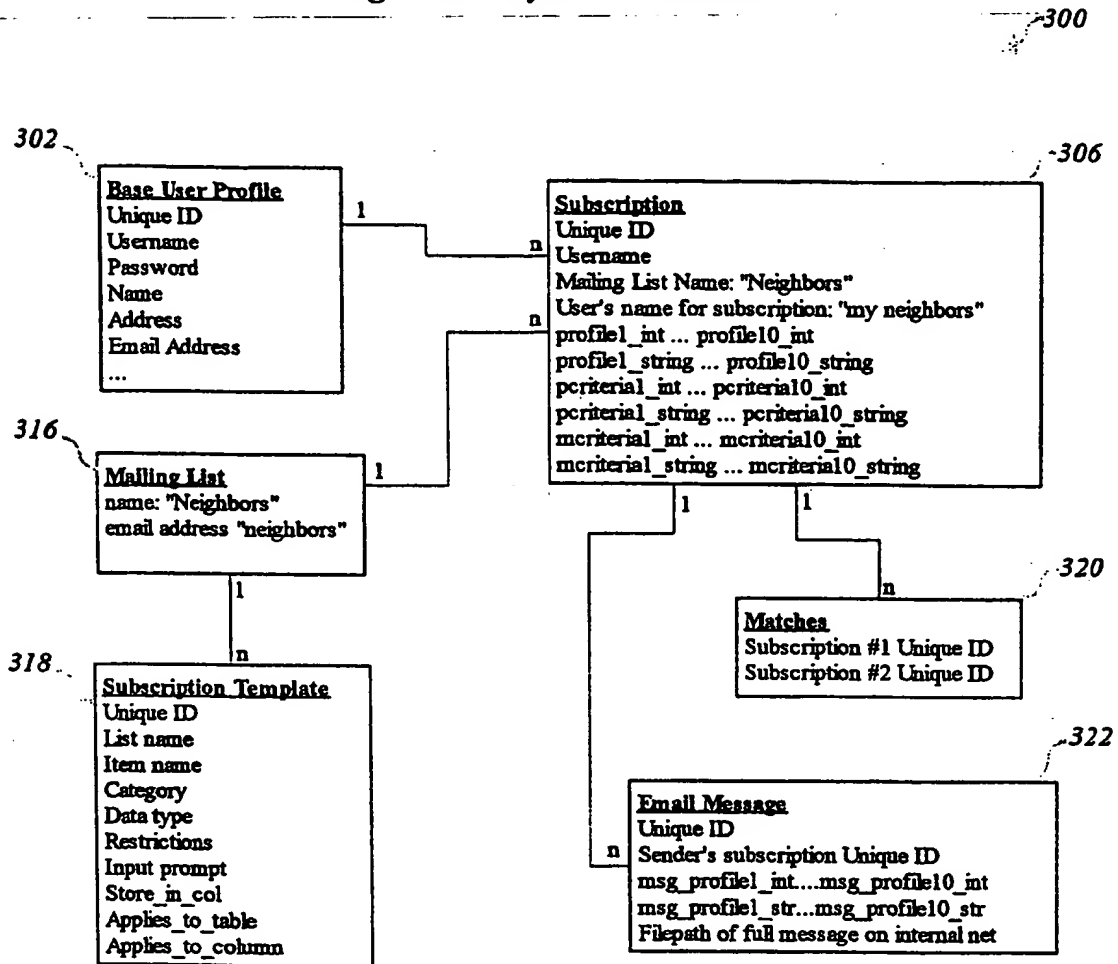 300
302
Base User Profile
Unique ID
Username
Password
Name
Address
Email Address
...
1
n
306
Subscription
Unique ID
Username
Mailing List Name: "Neighbors"
User's name for subscription: "my neighbors"
profile1_int ... profile10_int
profile1_string ... profile10_string
pcriteria1_int ... pcriteria10_int
pcriteria1_string ... pcriteria10_string
mcriteria1_int ... mcriteria10_int
mcriteria1_string ... mcriteria10_string
n
316
Mailing List
name: "Neighbors"
email address "neighbors"
1
1
1
1
n
n
320
Matches
Subscription #1 Unique ID
Subscription #2 Unique ID
318
Subscription Template
Unique ID
List name
Item name
Category
Data type
Restrictions
Input prompt
Store_in_col
Applies_to_table
Applies_to_column
322
n
Email Message
Unique ID
Sender's subscription Unique ID
msg_profile1_int....msg_profile10_int
msg_profile1_str...msg_profile10_str
Filepath of full message on internal net